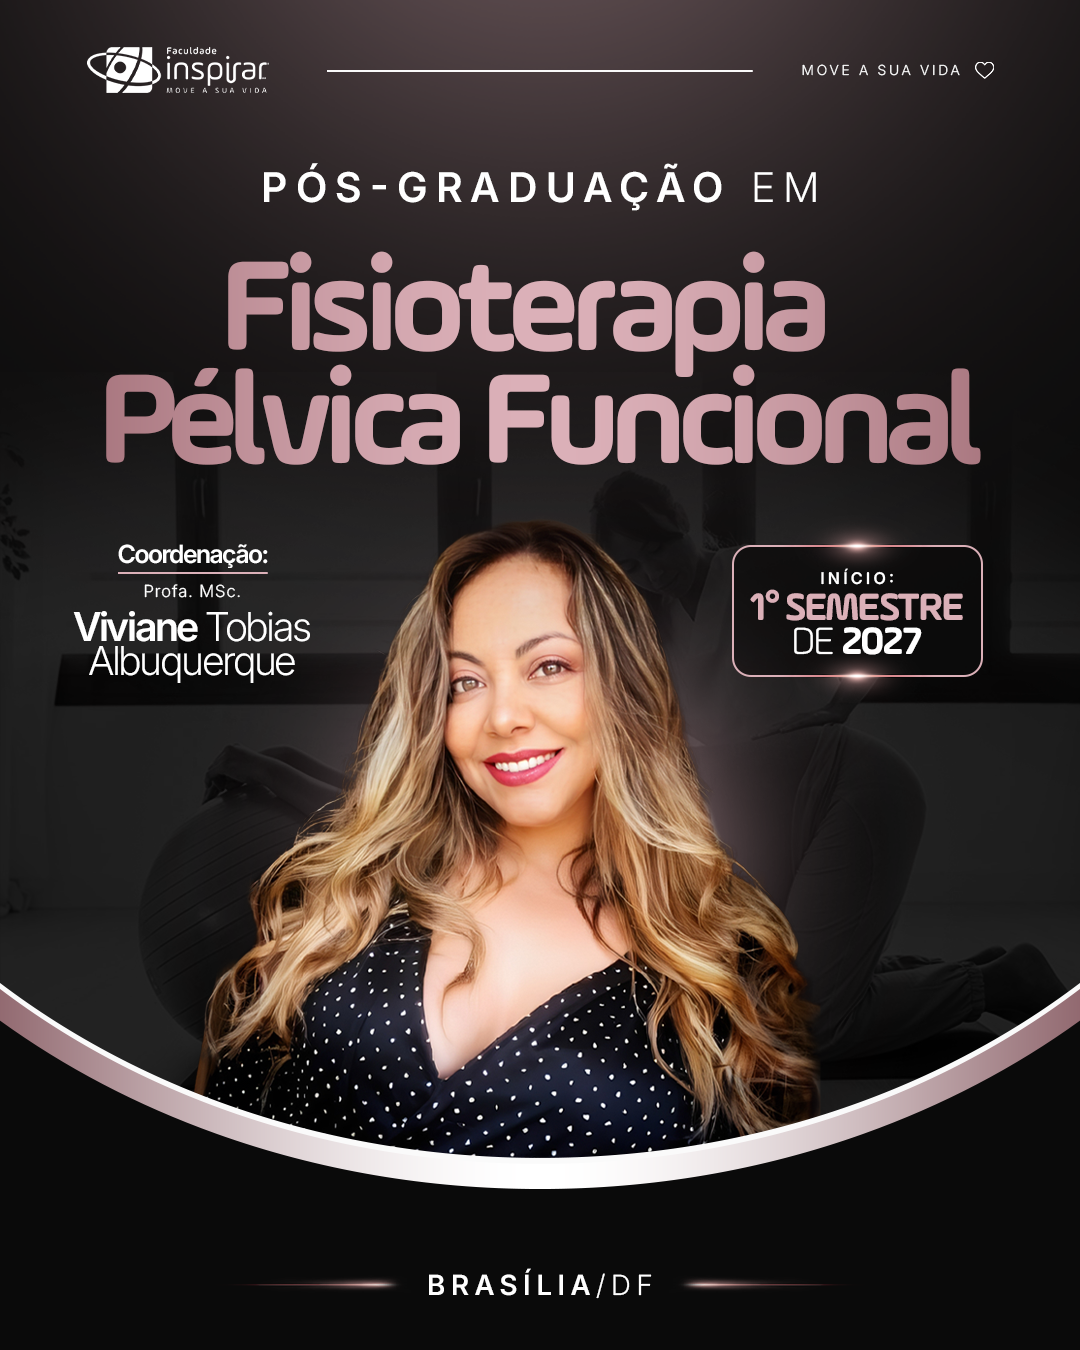 Faculdade
inspirar
MOVE A SUA VIDA
MOVE A SUA VIDA
PÓS-GRADUAÇÃO EM
Fisioterapia
Pélvica Funcional
Coordenação:
Profa. MSc.
Viviane Tobias
Albuquerque
INÍCIO:
1º SEMESTRE
DE 2027
BRASÍLIA/DF